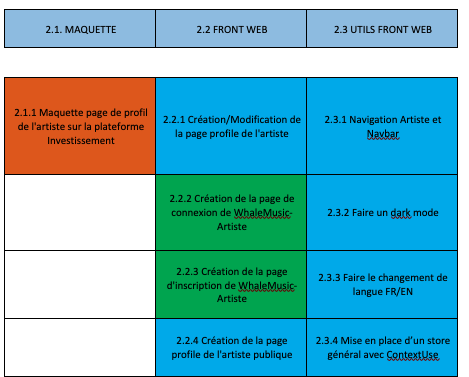 2.1. MAQUETTE
2.2 FRONT WEB
2.3 UTILS FRONT WEB
2.1.1 Maquette page de profil
de l'artiste sur la plateforme
Investissement
2.2.1 Création/Modification de
la page profile de l'artiste
2.3.1 Navigation Artiste et
Navbar
2.2.2 Création de la page de
connexion de WhaleMusic-
Artiste
2.3.2 Faire un dark mode
2.2.3 Création de la page
d'inscription de WhaleMusic-
Artiste
2.3.3 Faire le changement de
langue FR/EN
2.2.4 Création de la page
profile de l'artiste publique
2.3.4 Mise en place d'un store
général avec ContextUse